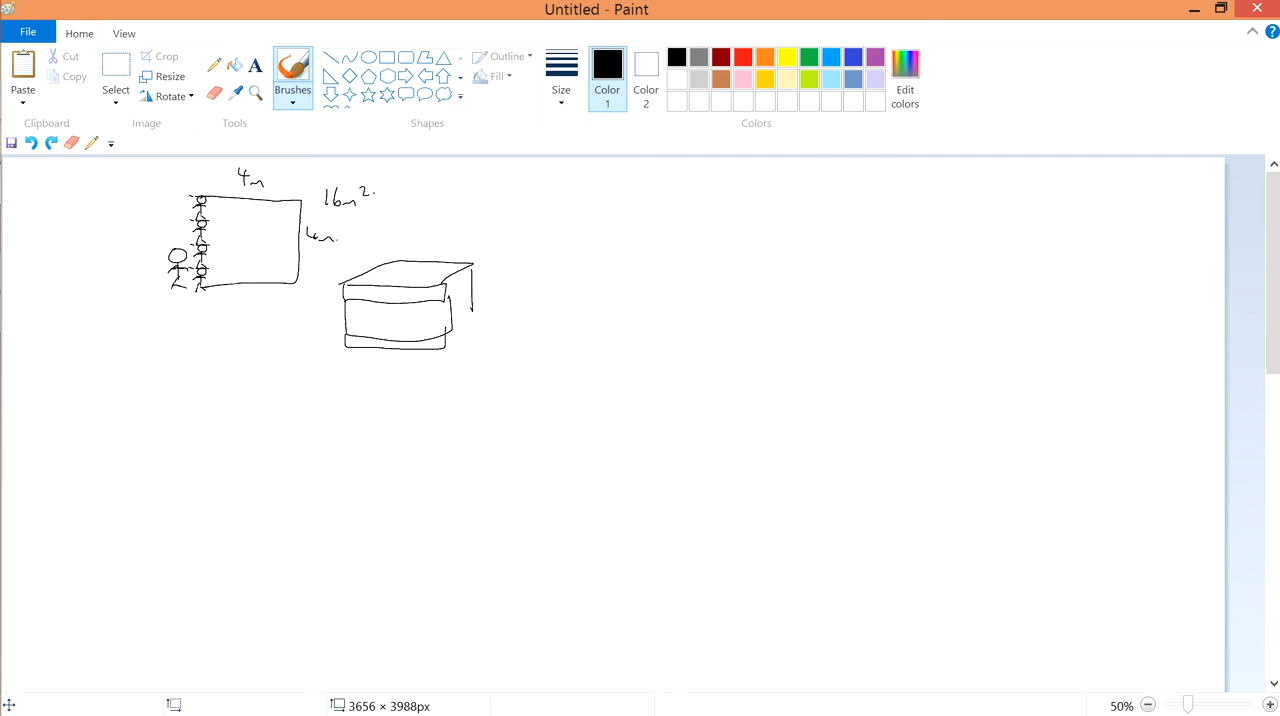 Untitled - Paint
File
Home
View
Paste
Cut
Copy
Clipboard
Select
Crop
Resize
Rotate
Image
A
Tools
Brushes
Shapes
Outline
Fill
Size
Color 1
Color 2
Edit colors
Colors
4m
16m²
4m
3656 × 3988px
50%